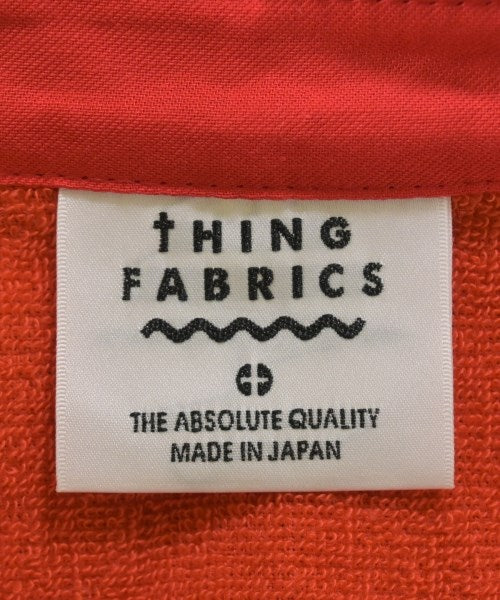 tHING
FABRICS
THE ABSOLUTE QUALITY
MADE IN JAPAN